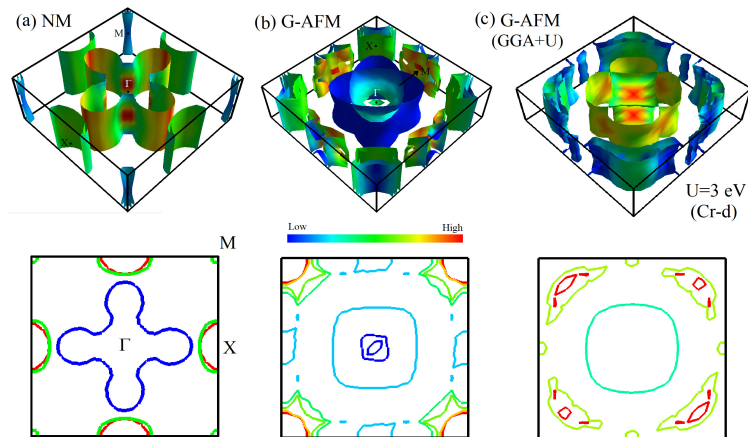 (a) NM
M
Γ
X
(b) G-AFM
X
M
Γ
(c) G-AFM
(GGA+U)
U=3 eV
(Cr-d)
Low
High
M
Γ
X